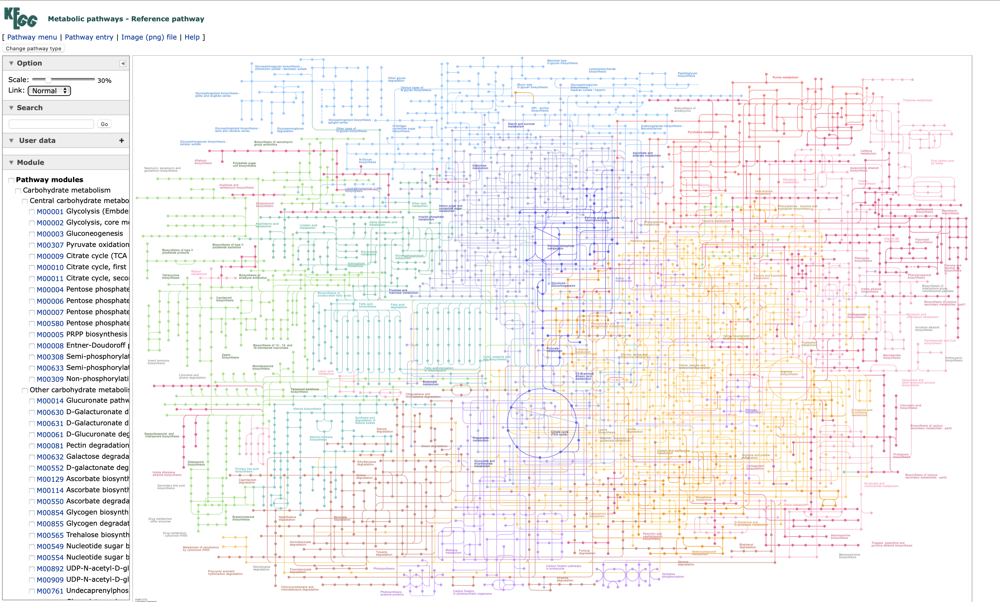 KEGG
Metabolic pathways - Reference pathway
[ Pathway menu | Pathway entry | Image (png) file | Help ]
Change pathway type
Option
Scale: 30%
Link: Normal
Search
Go
User data +
Module
Pathway modules
Carbohydrate metabolism
Central carbohydrate metabo
M00001 Glycolysis (Embde
M00002 Glycolysis, core mo
M00003 Gluconeogenesis
M00307 Pyruvate oxidation
M00009 Citrate cycle (TCA
M00010 Citrate cycle, first
M00011 Citrate cycle, seco
M00004 Pentose phosphate
M00006 Pentose phosphate
M00007 Pentose phosphate
M00580 Pentose phosphate
M00005 PRPP biosynthesis
M00008 Entner-Doudoroff p
M00308 Semi-phosphorylat
M00633 Semi-phosphorylat
M00309 Non-phosphorylati
Other carbohydrate metabolis
M00014 Glucuronate pathw
M00630 D-Galacturonate d
M00631 D-Galacturonate d
M00061 D-Glucuronate deg
M00081 Pectin degradation
M00632 Galactose degrada
M00552 D-galactonate deg
M00129 Ascorbate biosynth
M00114 Ascorbate biosynth
M00550 Ascorbate degrada
M00854 Glycogen biosynth
M00855 Glycogen degradat
M00565 Trehalose biosynth
M00549 Nucleotide sugar b
M00554 Nucleotide sugar b
M00892 UDP-N-acetyl-D-gl
M00909 UDP-N-acetyl-D-gl
M00761 Undecaprenylphos
Glycosaminoglycan biosynthesis -
chondroitin sulfate / dermatan sulfate
Mannose type
O-glycan biosynthesis
Lipopolysaccharide
biosynthesis
Peptidoglycan
biosynthesis
Purine metabolism
Other glycan
degradation
Various types of
N-glycan biosynthesis
Mucin type
O-glycan biosynthesis
Glycosaminoglycan
biosynthesis -
heparan sulfate / heparin
Glycosphingolipid biosynthesis -
globo and isoglobo series
Thiamine metabolism
GPI - anchor
biosynthesis
Biosynthesis of
ansamycins
Glycosphingolipid biosynthesis -
ganglio series
Starch and sucrose
metabolism
Glycosphingolipid biosynthesis -
lacto and neolacto series
Glycosaminoglycan
degradation
Other types of
O-glycan biosynthesis
O-Antigen
nucleotide sugar
biosynthesis
Arabinogalactan biosynthesis -
Mycobacterium
Pyrimidine metabolism
Glycosaminoglycan biosynthesis -
keratan sulfate
Biosynthesis of vancomycin
group antibiotics
Ascorbate and
aldarate metabolism
Caffeine
metabolism
Aflatoxin
biosynthesis
Polyketide sugar
unit biosynthesis
N-Glycan
biosynthesis
Galactose
metabolism
One carbon pool
by folate
Neomycin, kanamycin and
gentamicin biosynthesis
Isoquinoline alkaloid
biosynthesis
Riboflavin
metabolism
Folate
biosynthesis
Acarbose and
validamycin biosynthesis
Lipoarabinomannan (LAM)
biosynthesis
beta-Alanine
metabolism
Streptomycin
biosynthesis
Ether lipid
metabolism
Amino sugar and
nucleotide sugar
metabolism
Phenylalanine , tyrosine and
tryptophan biosynthesis
Isoflavonoid
biosynthesis
Novobiocin
biosynthesis
Inositol phosphate
metabolism
Pentose and glucuronate
interconversions
Arachidonic acid
metabolism
Linoleic acid
metabolism
alpha-Linolenic acid
metabolism
Phenylalanine
metabolism
Tyrosine metabolism
Histidine metabolism
Vitamin B6
metabolism
Flavonoid
biosynthesis
Biosynthesis of type II
polyketide backbone
Biosynthesis of type II
polyketide products
Pentose phosphate
metabolism
Glycerolipid
metabolism
Glycerophospholipid
metabolism
Phenazine
biosynthesis
Sphingolipid
metabolism
Flavone and
flavonol
biosynthesis
Retinol
metabolism
Tetracycline
biosynthesis
Biosynthesis of
enediyne antibiotics
Sulfur
metabolism
Taurine and hypotaurine
metabolism
Phenylpropanoid
biosynthesis
Glycolysis /
Gluconeogenesis
Biosynthesis of
siderophore group
nonribosomal peptides
Indole alkaloid
biosynthesis
Biosynthesis of
unsaturated fatty acids
Fructose and
mannose metabolism
Carotenoid
biosynthesis
Fatty acid
biosynthesis
Fatty acid
degradation
Biosynthesis of various
secondary metabolites - part1
Glucosinolate
biosynthesis
Porphyrin and
chlorophyll metabolism
Phosphonate and
phosphinate metabolism
Acridone alkaloid
biosynthesis
Valine, leucine and
isoleucine biosynthesis
Pantothenate and CoA
biosynthesis
Tryptophan
metabolism
Biosynthesis of 12-, 14- and
16-membered macrolides
Pyruvate
metabolism
D-Alanine
metabolism
Zeatin
biosynthesis
Cutin, suberine and
wax biosynthesis
Glycine, serine and
threonine metabolism
Monobactam
biosynthesis
Anthocyanin
biosynthesis
Insect hormone
biosynthesis
Monoterpenoid
biosynthesis
Fatty acid elongation
in mitochondria
Valine, leucine and
isoleucine degradation
Lipoic acid
metabolism
C5-Branched
dibasic acid
metabolism
Arginine
biosynthesis
Limonene and
pinene degradation
Butanoate
metabolism
Ubiquinone and
other terpenoid-quinone
biosynthesis
Terpenoid backbone
biosynthesis
Chloroalkane and
chloroalkene degradation
Steroid biosynthesis
Clavulanic acid
biosynthesis
Nitrogen
metabolism
D-Arginine and
D-ornithine
metabolism
Synthesis and
degradation of
Ketone bodies
Steroid
degradation
Biosynthesis of various
secondary metabolites - part2
Sesquiterpenoid and
triterpenoid biosynthesis
Steroid hormone
biosynthesis
Citrate cycle
(TCA cycle)
Lysine
biosynthesis
Lysine
degradation
Propanoate
metabolism
Alanine , aspartate and
glutamate metabolism
Dioxin degradation
Cystein and methionine
metabolism
Arginine and proline
metabolism
Prodigiosin
biosynthesis
Diterpenoid
biosynthesis
Ethylbenzene
degradation
Glyoxylate and
dicarboxylate
metabolism
Carbapenem
biosynthesis
Indole diterpene
alkaloid biosynthesis
Primary bile acid
biosynthesis
Xylene
degradation
Biosynthesis of various
secondary metabolites - part3
Caprolactam
degradation
Secondary bile acid
biosynthesis
Nicotinate and
nicotinamide metabolism
Glutathione
metabolism
Biotin metabolism
Cyanoamino acid
metabolism
Drug metabolism
- other enzymes
Brassinosteroid
biosynthesis
Naphthalene
degradation
Benzoate
degradation
D-Glutamine and
D-glutamate metabolism
Drug metabolism
- cytochrom P450
Penicillin and
cephalosporin
biosynthesis
Staurosporine
biosynthesis
Aminobenzoate
degradation
Bisphenol
degradation
Tropane, piperidine and
pyridine alkaloid biosynthesis
Metabolism of xenobiotics
by cytochrom P450
Toluene
degradation
Methane
metabolism
Furfural
degradation
Selenocompound
metabolism
Benzoxazinone
biosynthesis
Styrene
degradation
Nitrotoluene
degradation
Photosynthesis
Carbon fixation pathways
in prokaryote
Polycyclic aromatic
hydrocarbon degradation
Fluorobenzoate
degradation
Oxidative
phosphorylation
Atrazine
degradation
Chlorocyclohexane and
chlorobenzene degradation
Photosynthesis -
antenna proteins
Carbon fixation
in photosynthetic organisms